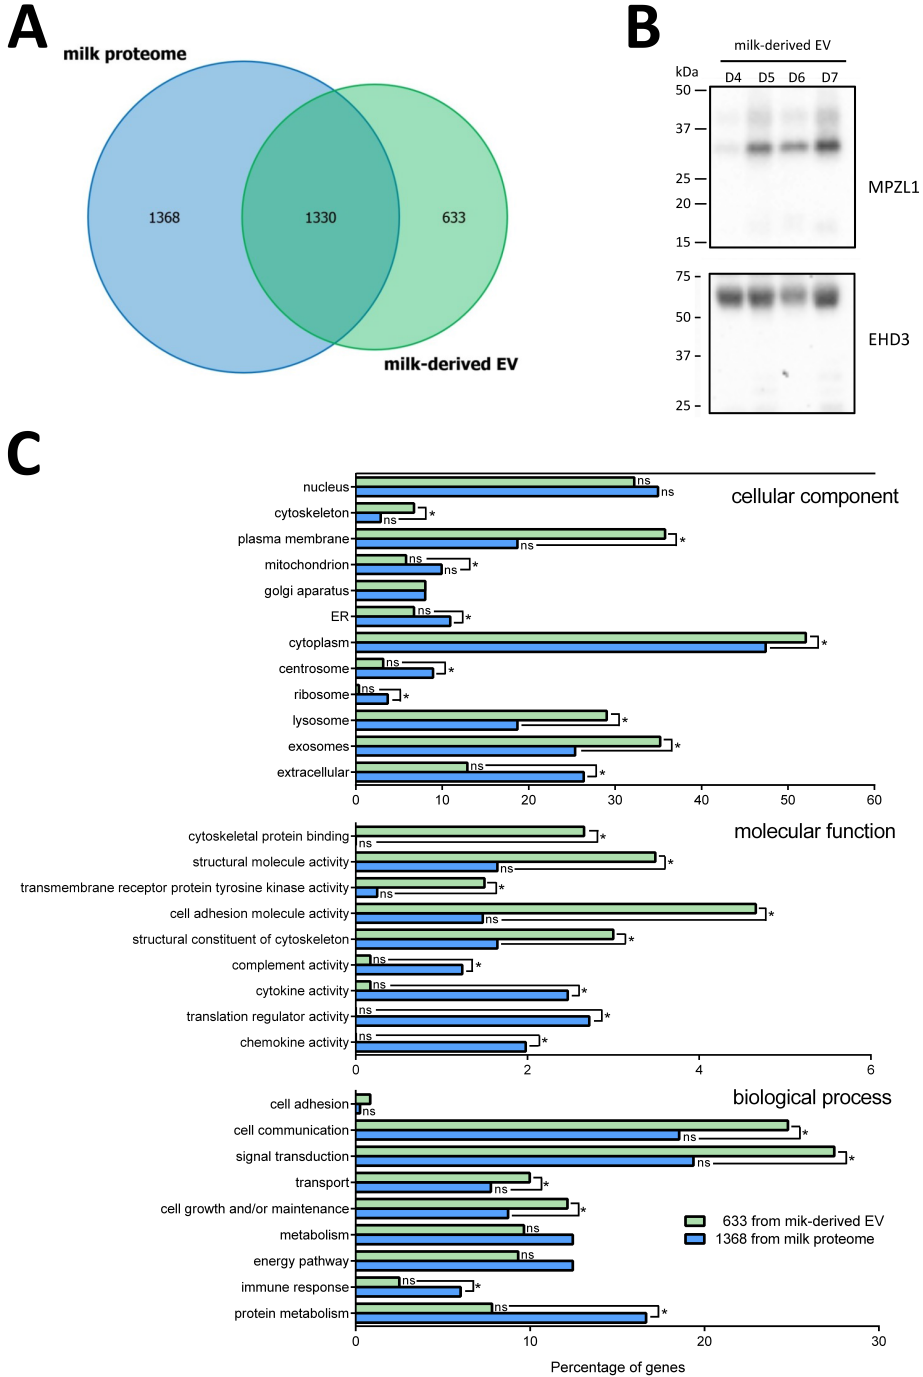 A
milk proteome
1368
1330
633
milk-derived EV
B
milk-derived EV
kDa
D4 D5 D6 D7
50
37
25
20
15
MPZL1
75
50
37
25
EHD3
C
cellular component
nucleus ns
ns
cytoskeleton
ns *
plasma membrane
ns *
mitochondrion ns
ns *
golgi aparatus
ER ns
*
cytoplasm
*
centrosome ns
*
ribosome ns
*
lysosome
*
exosomes
*
extracellular ns
*
0 10 20 30 40 50 60
molecular function
cytoskeletal protein binding
ns *
structural molecule activity
ns *
transmembrane receptor protein tyrosine kinase activity
ns *
cell adhesion molecule activity
ns *
structural constituent of cytoskeleton
*
complement activity ns
*
cytokine activity ns
*
translation regulator activity ns
*
chemokine activity ns
*
0 2 4 6
biological process
cell adhesion
ns
cell communication
ns *
signal transduction
ns *
transport
ns *
cell growth and/or maintenance
*
metabolism ns
energy pathway ns
immune response ns
*
protein metabolism ns
*
633 from mik-derived EV
1368 from milk proteome
0 10 20 30
Percentage of genes